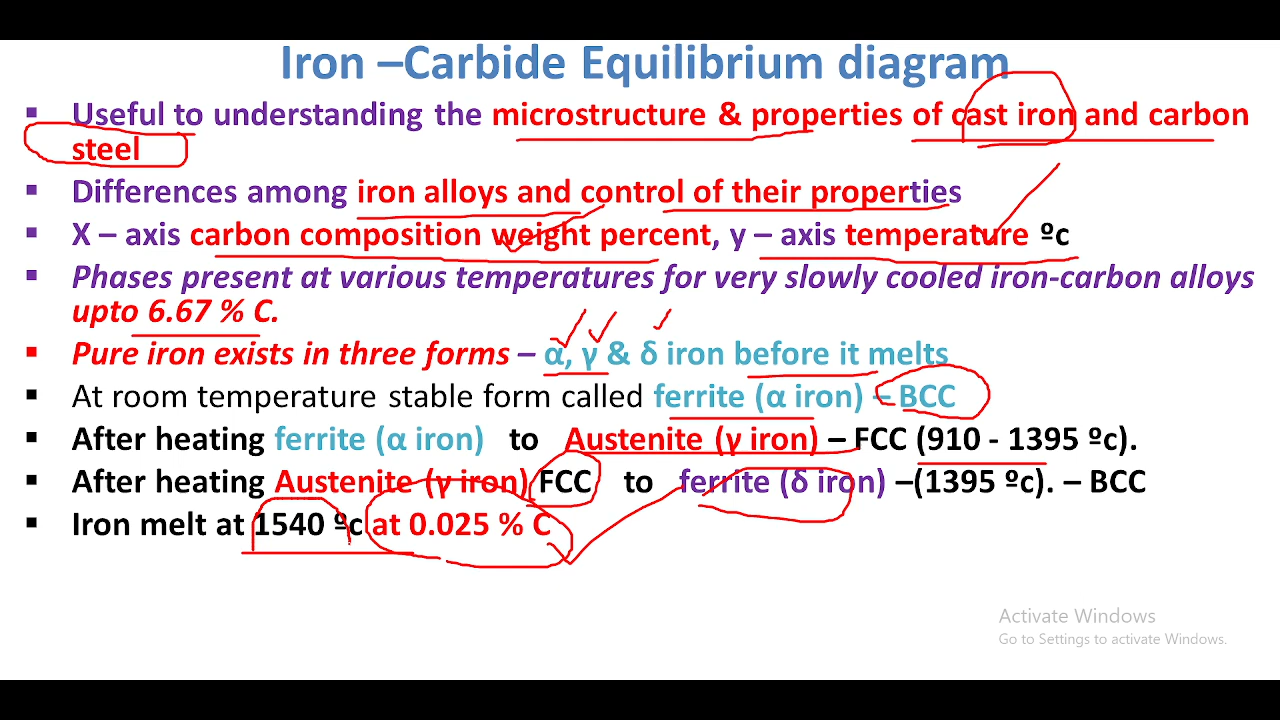 Iron –Carbide Equilibrium diagram
▪ Useful to understanding the microstructure & properties of cast iron and carbon
steel
▪ Differences among iron alloys and control of their properties
▪ X – axis carbon composition weight percent, y – axis temperature ºc
▪ Phases present at various temperatures for very slowly cooled iron-carbon alloys
upto 6.67 % C.
▪ Pure iron exists in three forms – α, γ & δ iron before it melts
▪ At room temperature stable form called ferrite (α iron) – BCC
▪ After heating ferrite (α iron) to Austenite (γ iron) – FCC (910 - 1395 ºc).
▪ After heating Austenite (γ iron) FCC to ferrite (δ iron) –(1395 ºc). – BCC
▪ Iron melt at 1540 ºc at 0.025 % C
Activate Windows
Go to Settings to activate Windows.